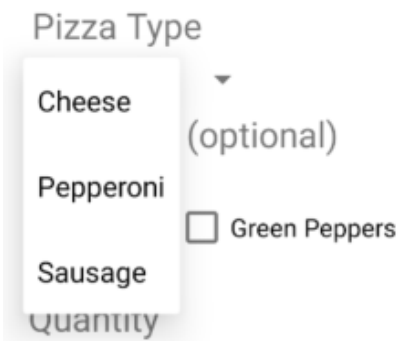 Pizza Type
Cheese
(optional)
Pepperoni
Green Peppers
Sausage
Quantity